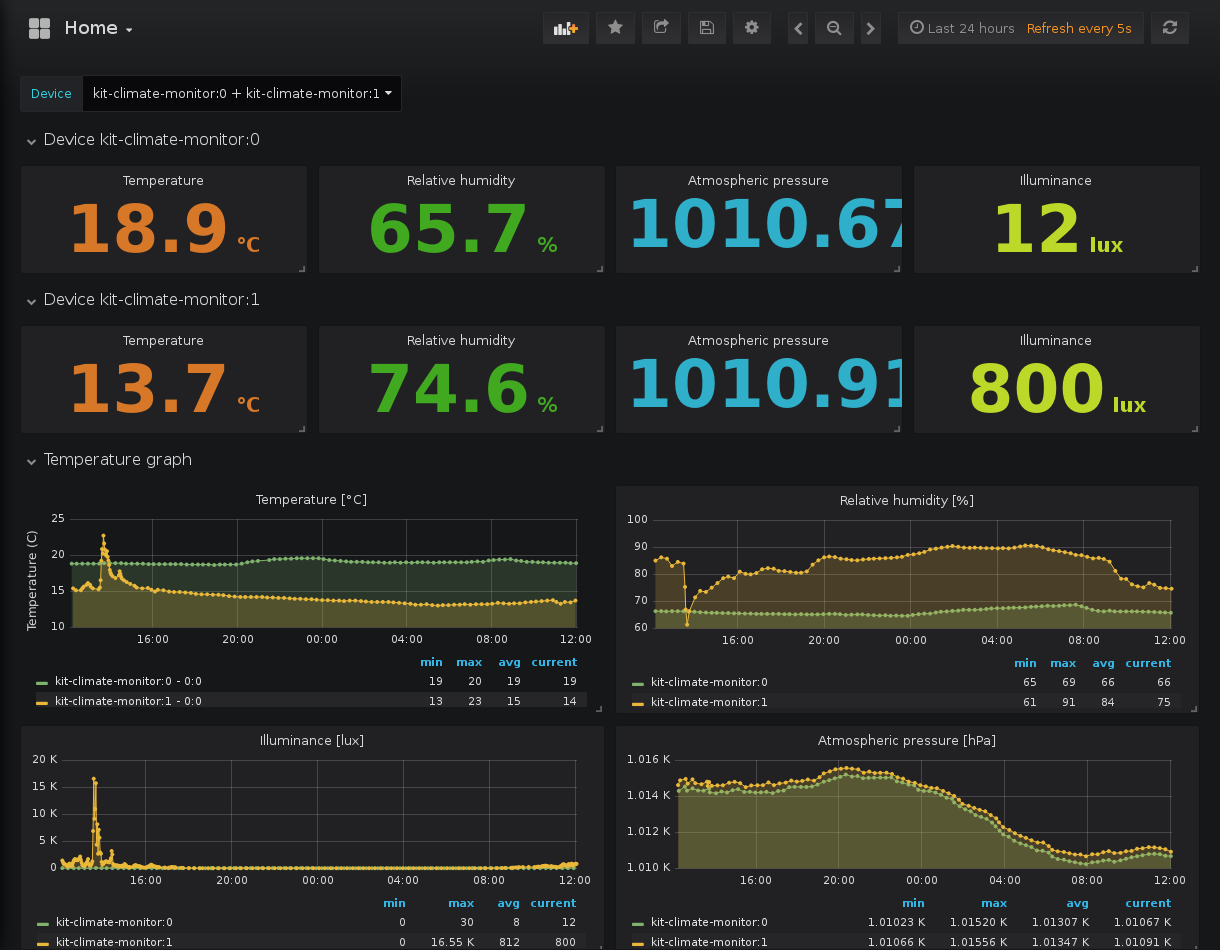 Home
Last 24 hours Refresh every 5s
Device kit-climate-monitor:0 + kit-climate-monitor:1
Device kit-climate-monitor:0
Temperature Relative humidity Atmospheric pressure Illuminance
18.9 °C 65.7 % 1010.67 12 lux
Device kit-climate-monitor:1
Temperature Relative humidity Atmospheric pressure Illuminance
13.7 °C 74.6 % 1010.91 800 lux
Temperature graph
Temperature [°C]
Temperature (C)
25
20
15
10
16:00 20:00 00:00 04:00 08:00 12:00
min max avg current
kit-climate-monitor:0 - 0:0 19 20 19 19
kit-climate-monitor:1 - 0:0 13 23 15 14
Relative humidity [%]
100
90
80
70
60
16:00 20:00 00:00 04:00 08:00 12:00
min max avg current
kit-climate-monitor:0 65 69 66 66
kit-climate-monitor:1 61 91 84 75
Illuminance [lux]
20 K
15 K
10 K
5 K
0
16:00 20:00 00:00 04:00 08:00 12:00
min max avg current
kit-climate-monitor:0 0 30 8 12
kit-climate-monitor:1 0 16.55 K 812 800
Atmospheric pressure [hPa]
1.016 K
1.014 K
1.012 K
1.010 K
16:00 20:00 00:00 04:00 08:00 12:00
min max avg current
kit-climate-monitor:0 1.01023 K 1.01520 K 1.01307 K 1.01067 K
kit-climate-monitor:1 1.01066 K 1.01556 K 1.01347 K 1.01091 K